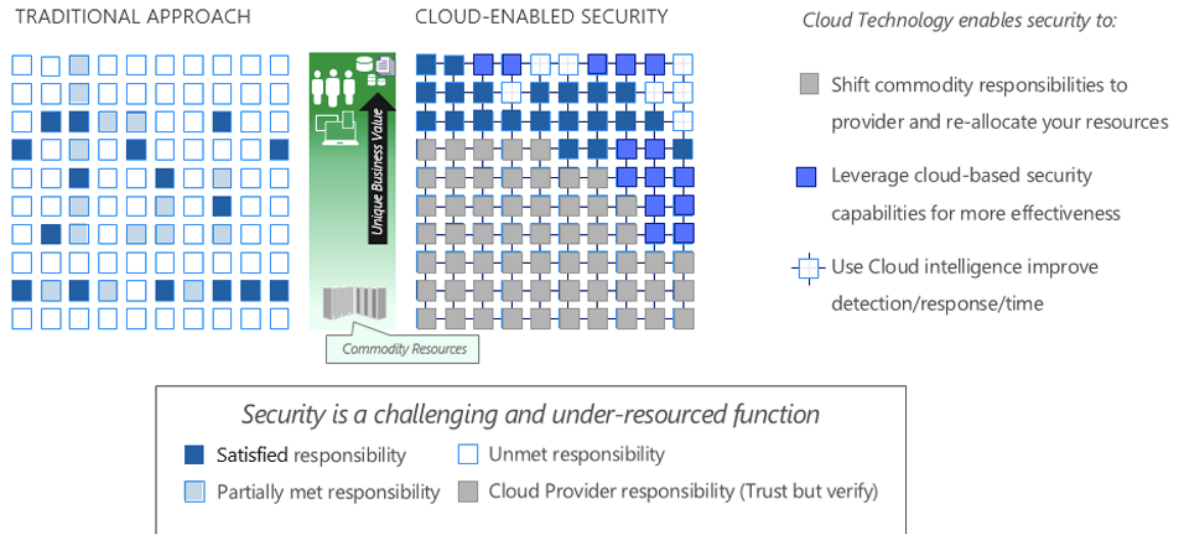 TRADITIONAL APPROACH
CLOUD-ENABLED SECURITY
Cloud Technology enables security to:
Unique Business Value
Commodity Resources
Shift commodity responsibilities to
provider and re-allocate your resources
Leverage cloud-based security
capabilities for more effectiveness
Use Cloud intelligence improve
detection/response/time
Security is a challenging and under-resourced function
Satisfied responsibility
Unmet responsibility
Partially met responsibility
Cloud Provider responsibility (Trust but verify)